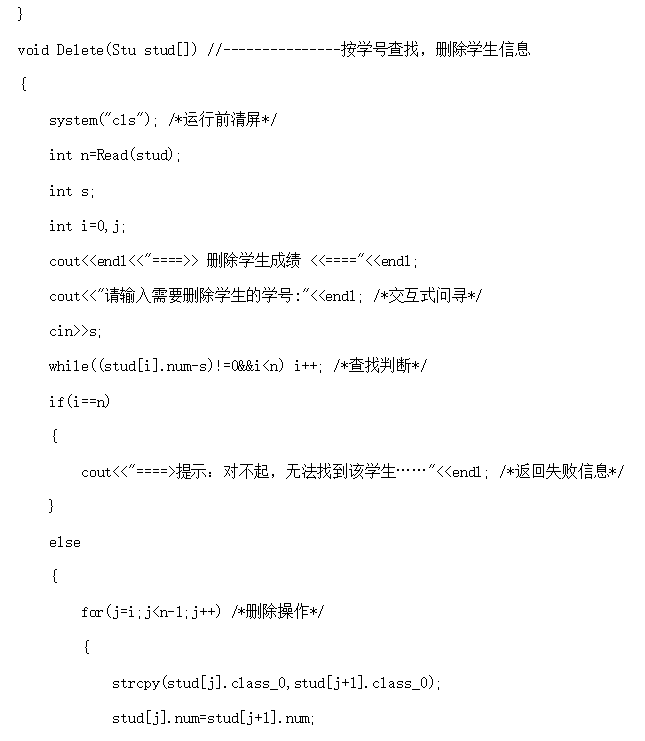 }
void Delete(Stu stud[]) //---------------按学号查找，删除学生信息
{
system("cls"); /*运行前清屏*/
int n=Read(stud);
int s;
int i=0,j;
cout<<endl<<"====>> 删除学生成绩 <<===="<<endl;
cout<<"请输入需要删除学生的学号:"<<endl; /*交互式问寻*/
cin>>s;
while((stud[i].num-s)!=0&&i<n) i++; /*查找判断*/
if(i==n)
{
cout<<"====>提示：对不起，无法找到该学生……"<<endl; /*返回失败信息*/
}
else
{
for(j=i;j<n-1;j++) /*删除操作*/
{
strcpy(stud[j].class_0,stud[j+1].class_0);
stud[j].num=stud[j+1].num;